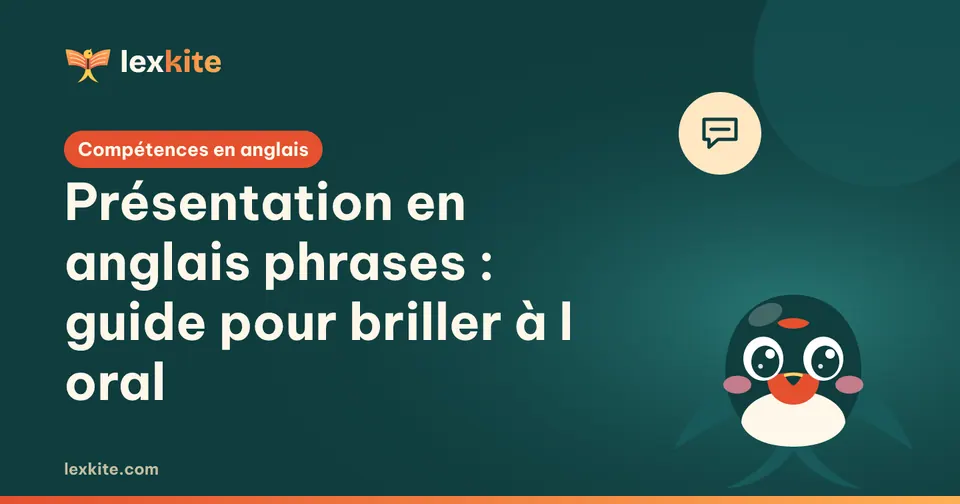 lexkite
Compétences en anglais
Présentation en
anglais phrases :
guide pour briller à l
oral
lexkite.com